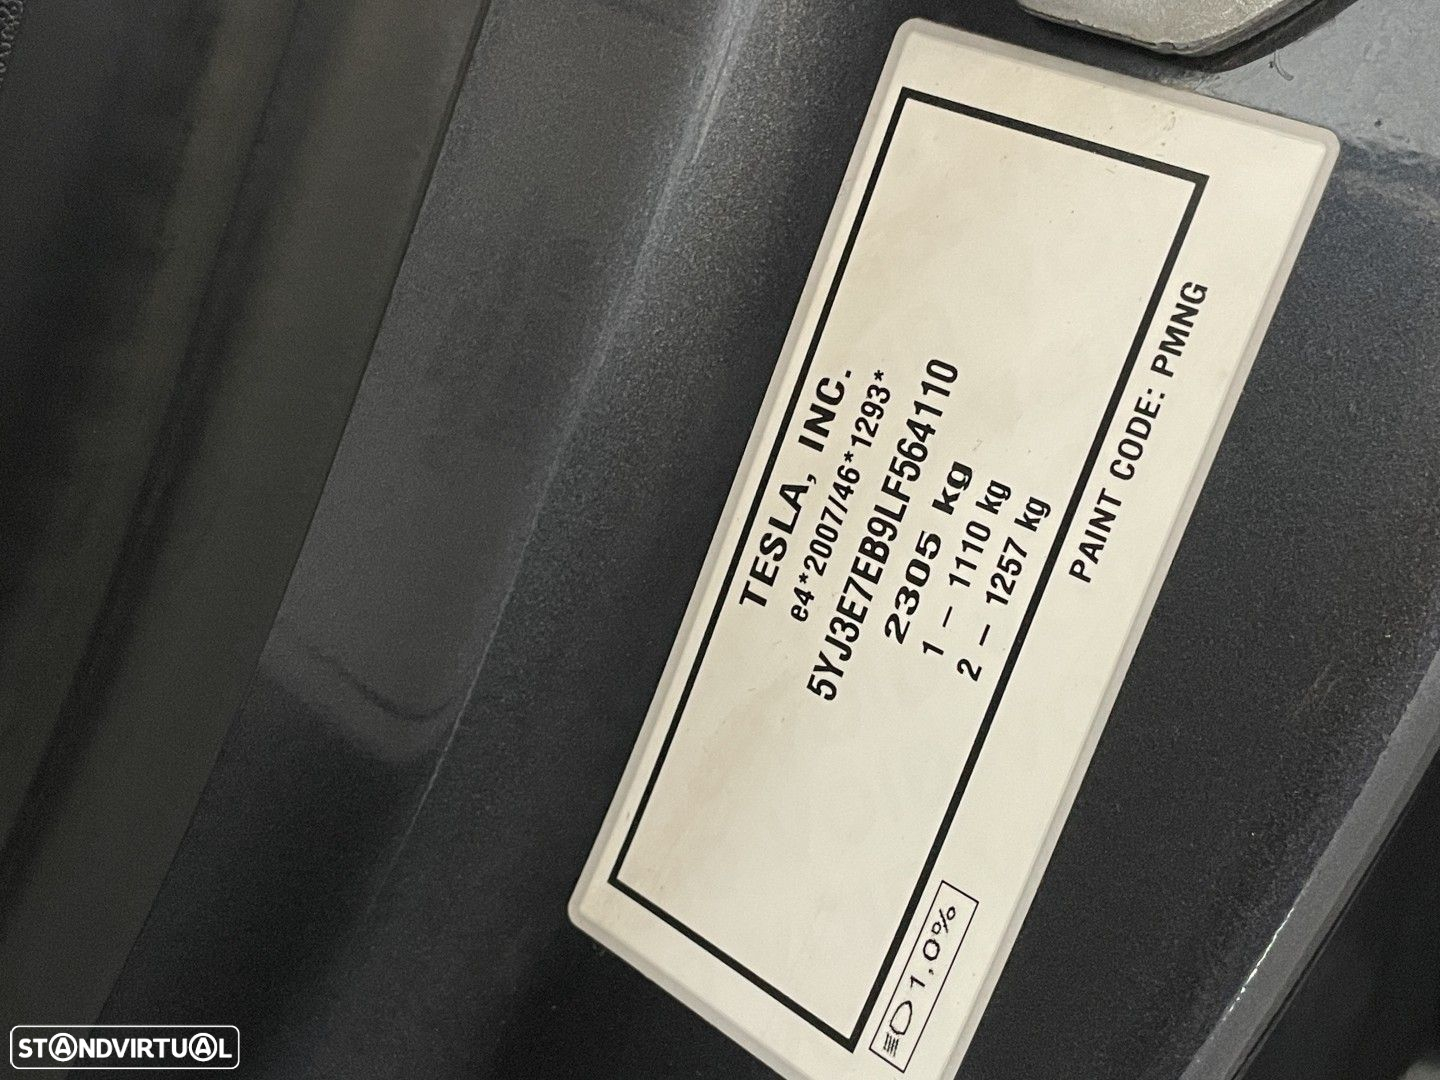 TESLA, INC.
e4*2007/46*1293*
5YJ3E7EB9LF564110
2305 kg
1 - 1110 kg
2 - 1257 kg
PAINT CODE: PMNG
1,0%
STANDVIRTUAL